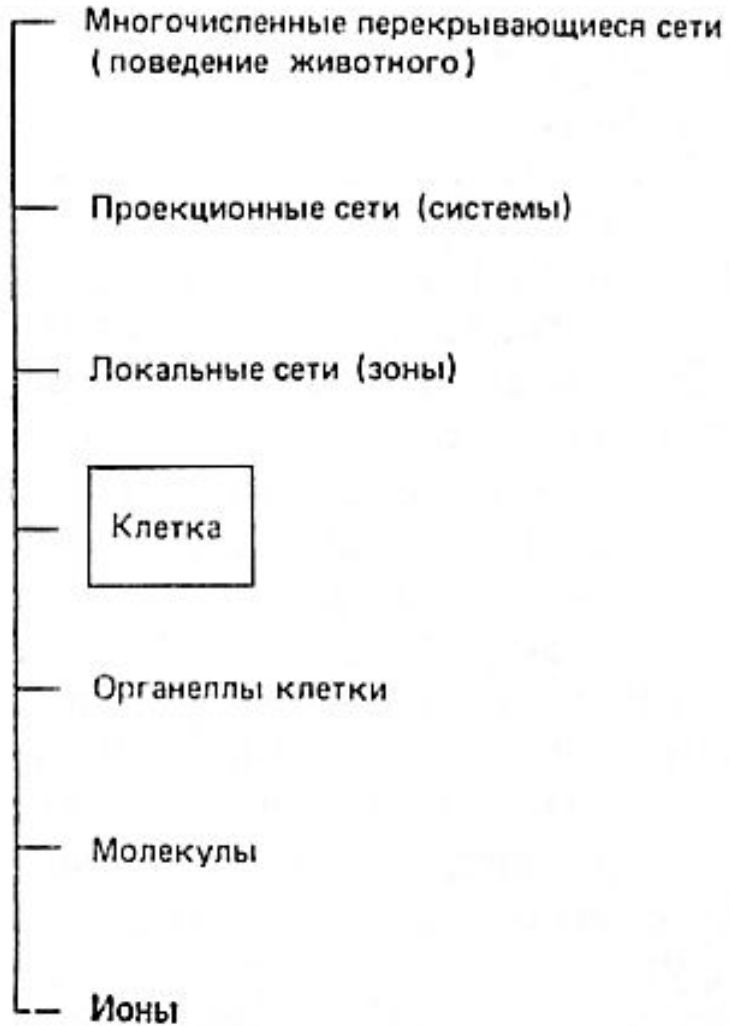 Многочисленные перекрывающиеся сети
(поведение животного)
Проекционные сети (системы)
Локальные сети (зоны)
Клетка
Органеллы клетки
Молекулы
Ионы